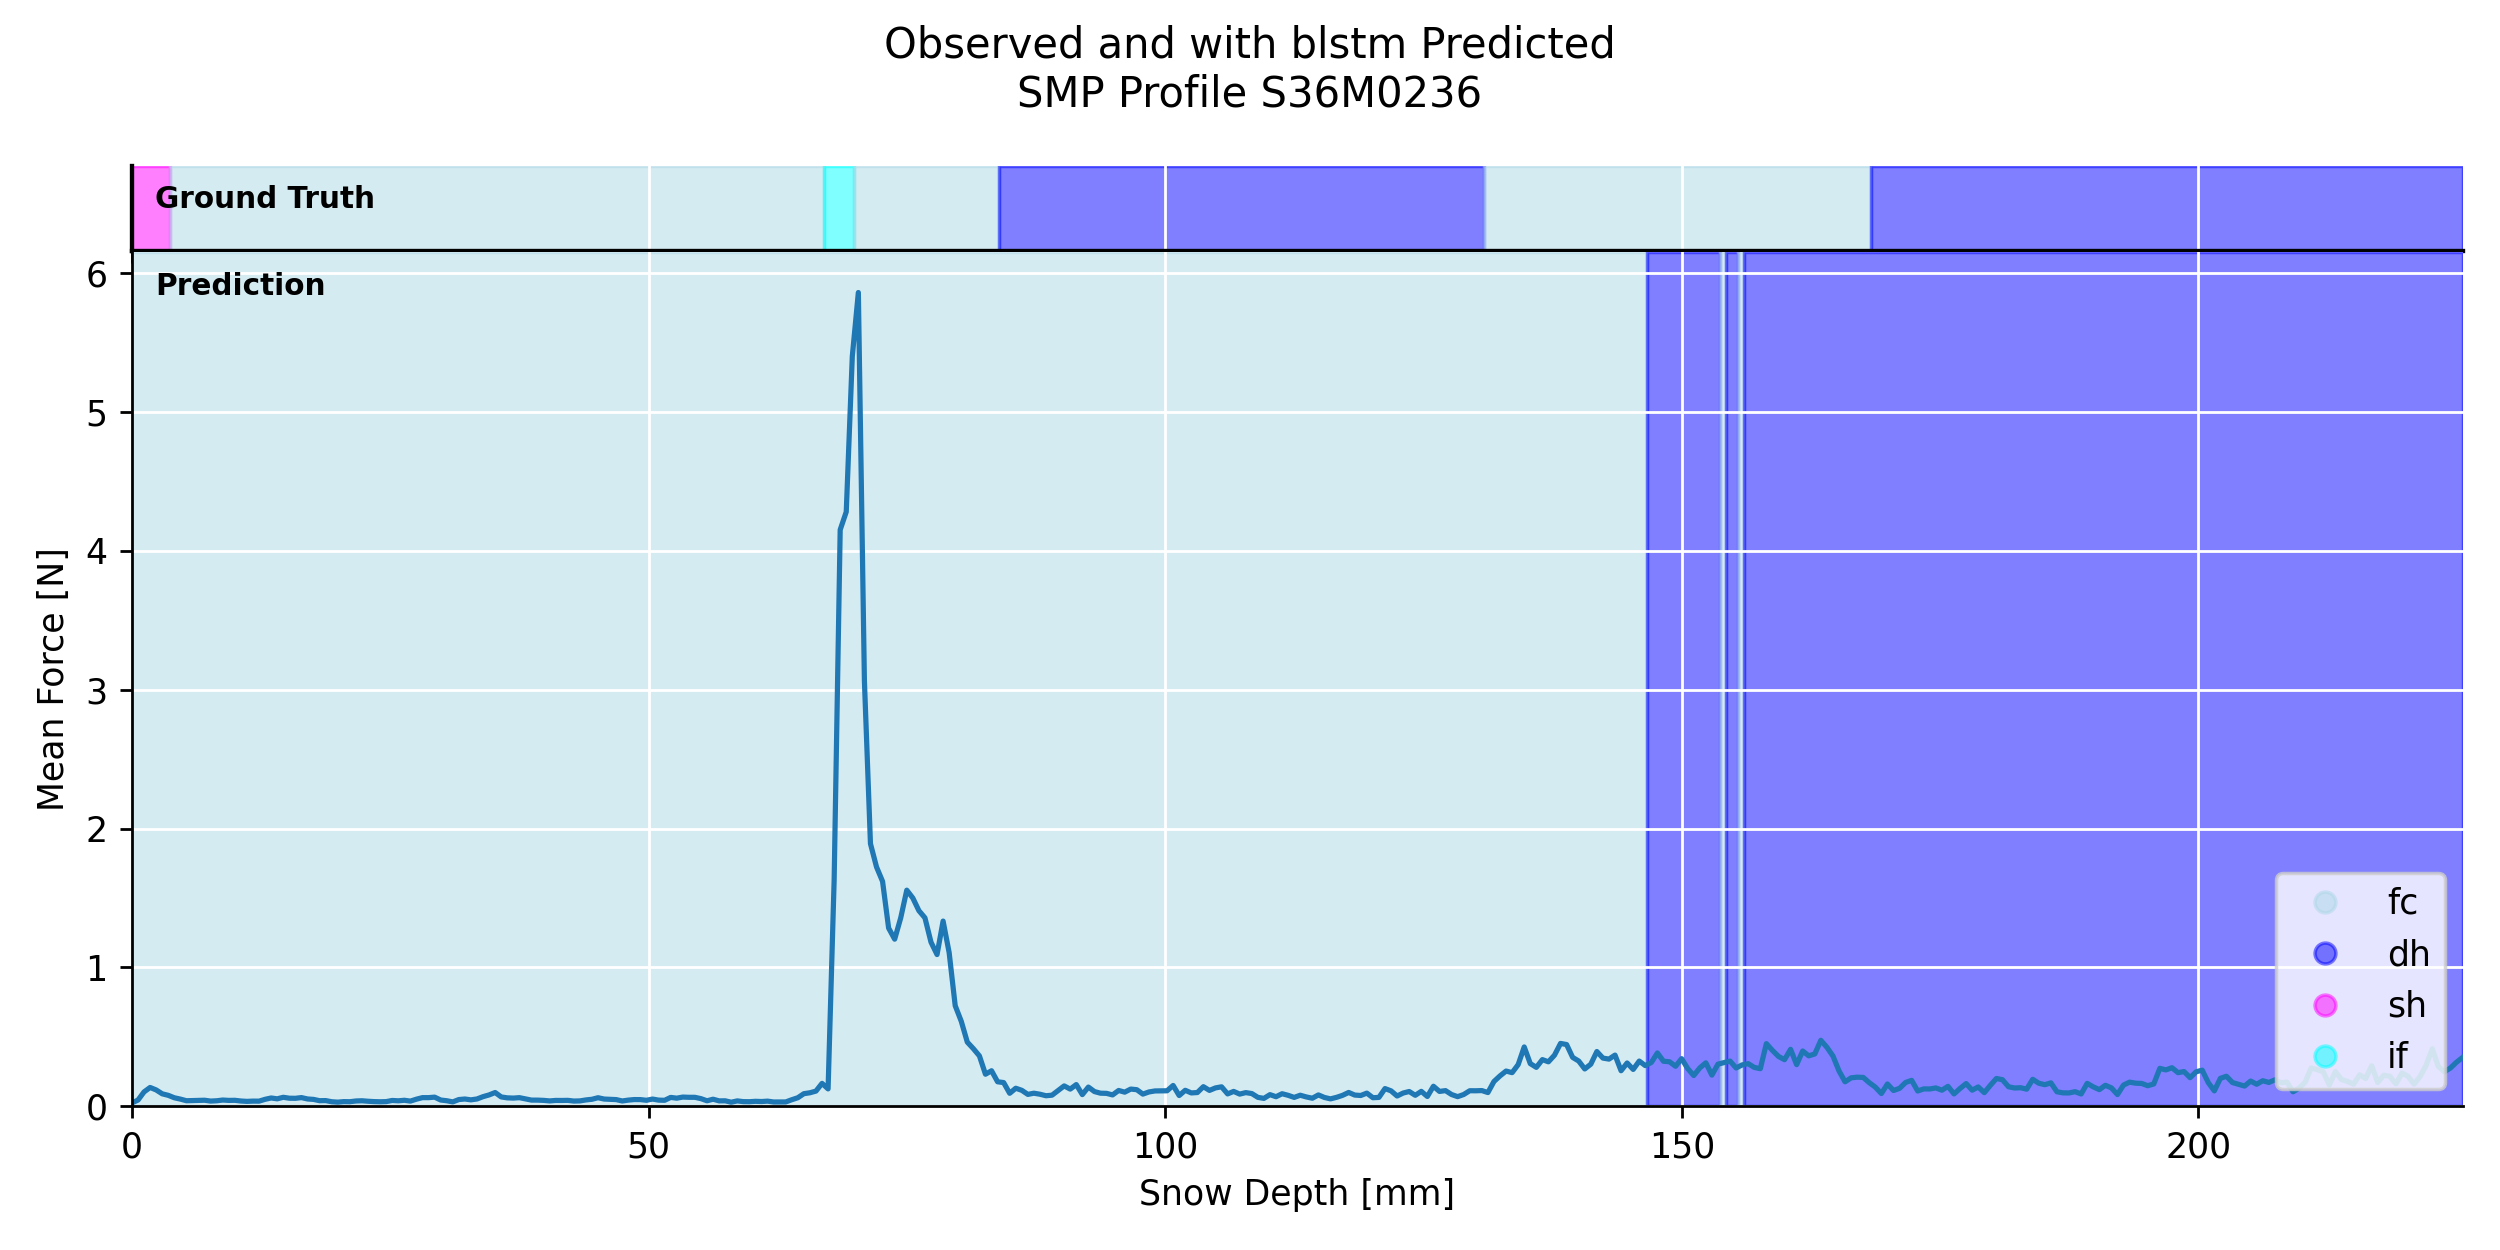 Observed and with blstm Predicted
SMP Profile S36M0236
Ground Truth
Prediction
6
5
4
3
2
1
0
Mean Force [N]
0 50 100 150 200
Snow Depth [mm]
fc
dh
sh
if